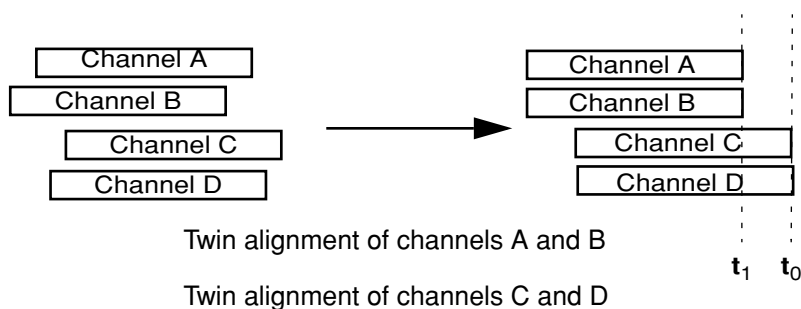 Channel A
Channel B
Channel C
Channel D
Channel A
Channel B
Channel C
Channel D
Twin alignment of channels A and B
t1 t0
Twin alignment of channels C and D